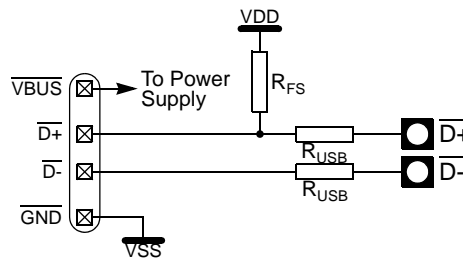 VDD
VBUS
To Power
Supply
RFS
D+
D+
RUSB
D-
D-
RUSB
GND
VSS